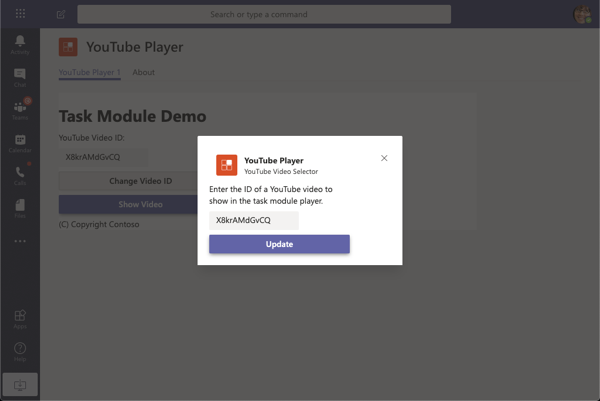 Search or type a command
YouTube Player
YouTube Player 1
About
Activity
Chat
Teams
Calendar
Calls
Files
Apps
Help
Task Module Demo
YouTube Video ID:
X8krAMdGvCQ
Change Video ID
Show Video
(C) Copyright Contoso
YouTube Player
YouTube Video Selector
Enter the ID of a YouTube video to
show in the task module player.
X8krAMdGvCQ
Update